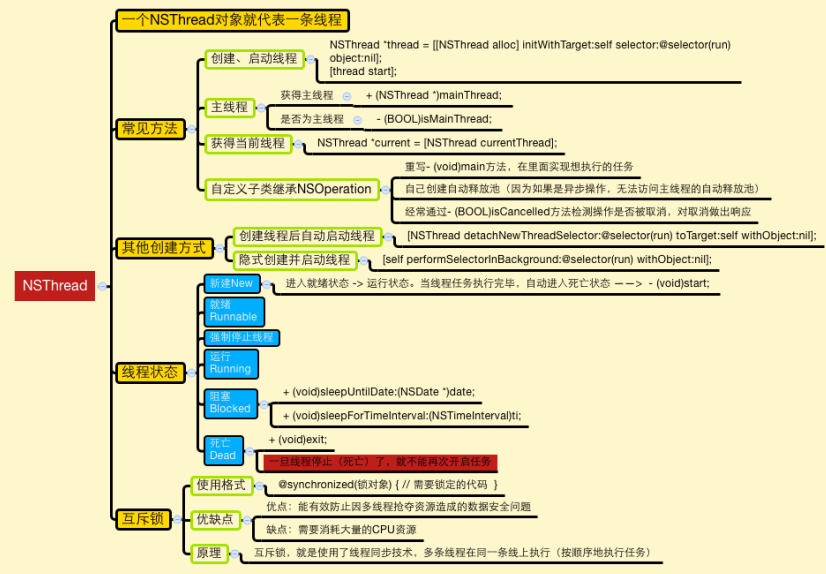 NSThread
一个NSThread对象就代表一条线程
常见方法
创建、启动线程
NSThread *thread = [[NSThread alloc] initWithTarget:self selector:@selector(run)
object:nil];
[thread start];
主线程
获得主线程
+ (NSThread *)mainThread;
是否为主线程
- (BOOL)isMainThread;
获得当前线程
NSThread *current = [NSThread currentThread];
自定义子类继承NSOperation
重写- (void)main方法，在里面实现想执行的任务
自己创建自动释放池（因为如果是异步操作，无法访问主线程的自动释放池）
经常通过- (BOOL)isCancelled方法检测操作是否被取消，对取消做出响应
其他创建方式
创建线程后自动启动线程
[NSThread detachNewThreadSelector:@selector(run) toTarget:self withObject:nil];
隐式创建并启动线程
[self performSelectorInBackground:@selector(run) withObject:nil];
线程状态
新建New
进入就绪状态 -> 运行状态。当线程任务执行完毕，自动进入死亡状态 ——> - (void)start;
就绪
Runnable
强制停止线程
运行
Running
阻塞
Blocked
+ (void)sleepUntilDate:(NSDate *)date;
+ (void)sleepForTimeInterval:(NSTimeInterval)ti;
死亡
Dead
+ (void)exit;
一旦线程停止（死亡）了，就不能再次开启任务
互斥锁
使用格式
@synchronized(锁对象) { // 需要锁定的代码 }
优缺点
优点：能有效防止因多线程抢夺资源造成的数据安全问题
缺点：需要消耗大量的CPU资源
原理
互斥锁，就是使用了线程同步技术，多条线程在同一条线上执行（按顺序地执行任务）